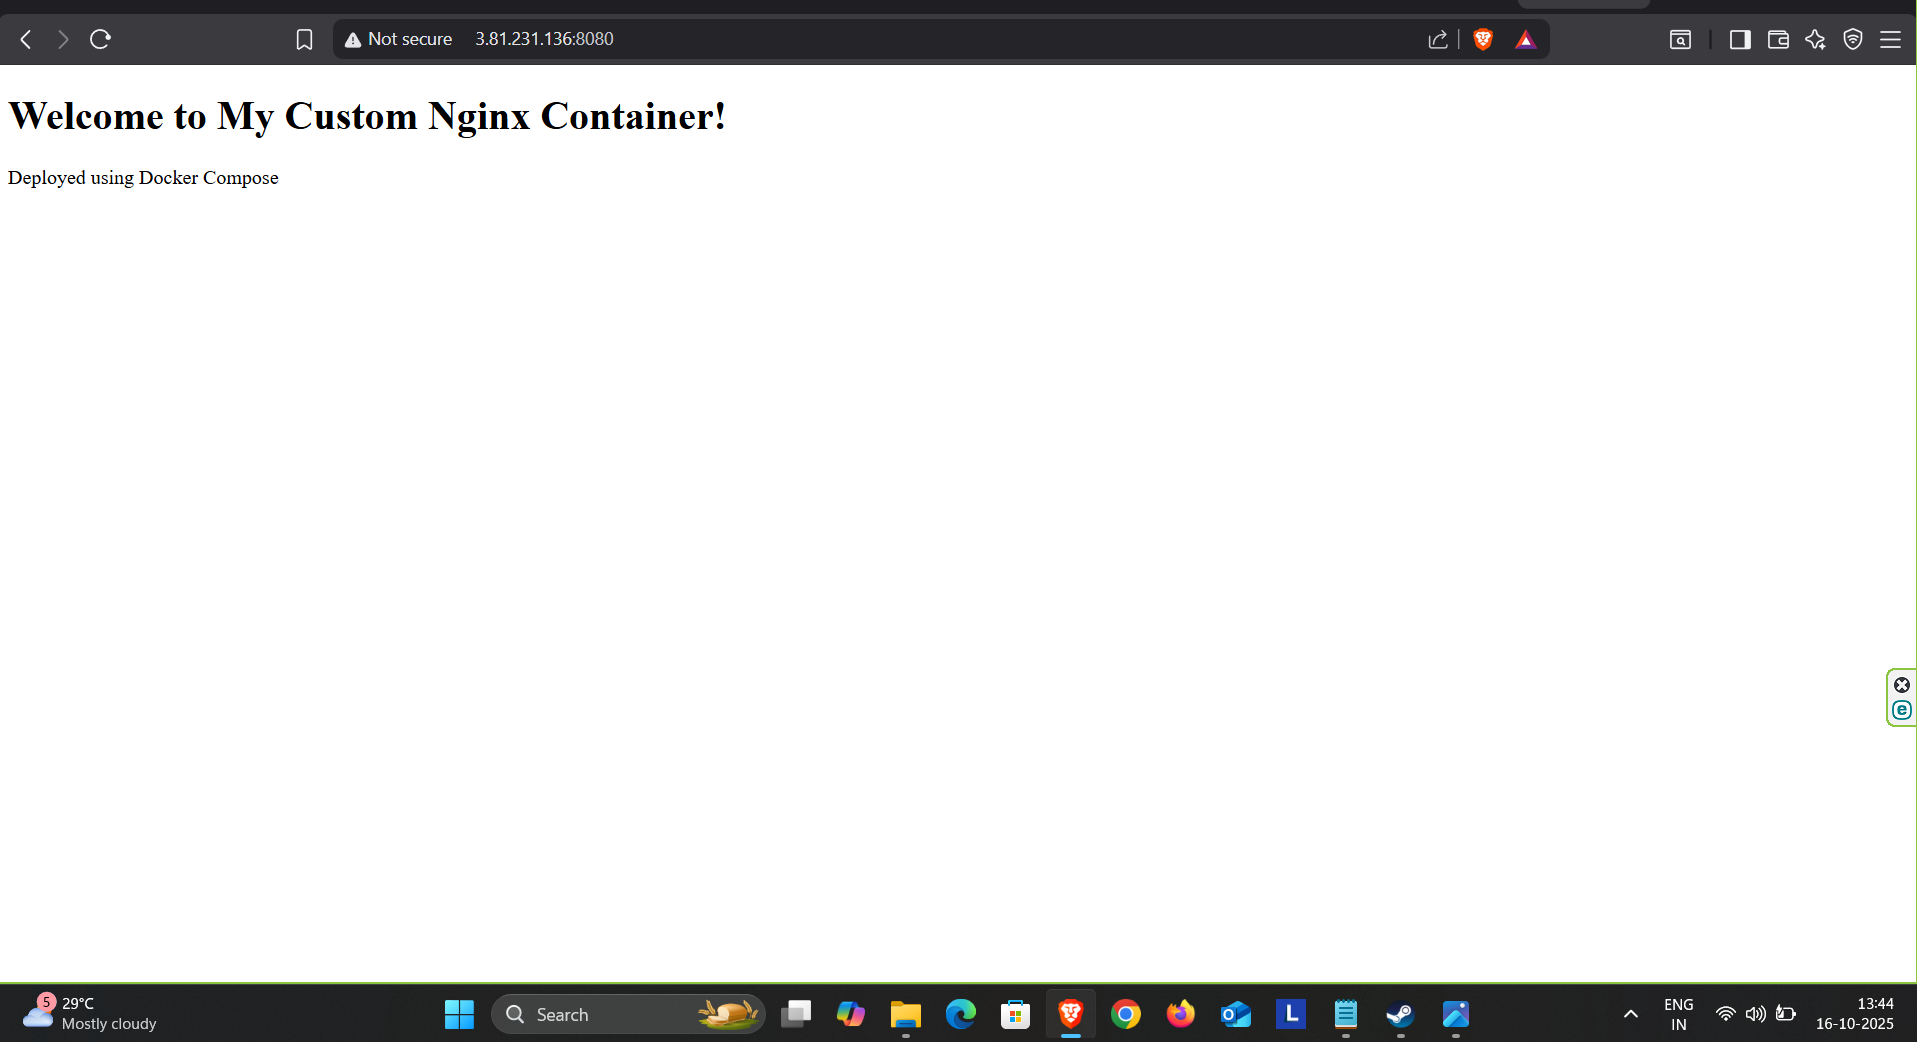 Not secure 3.81.231.136:8080
Welcome to My Custom Nginx Container!
Deployed using Docker Compose
e
5
29°C
Mostly cloudy
Search
L
ENG
IN
13:44
16-10-2025